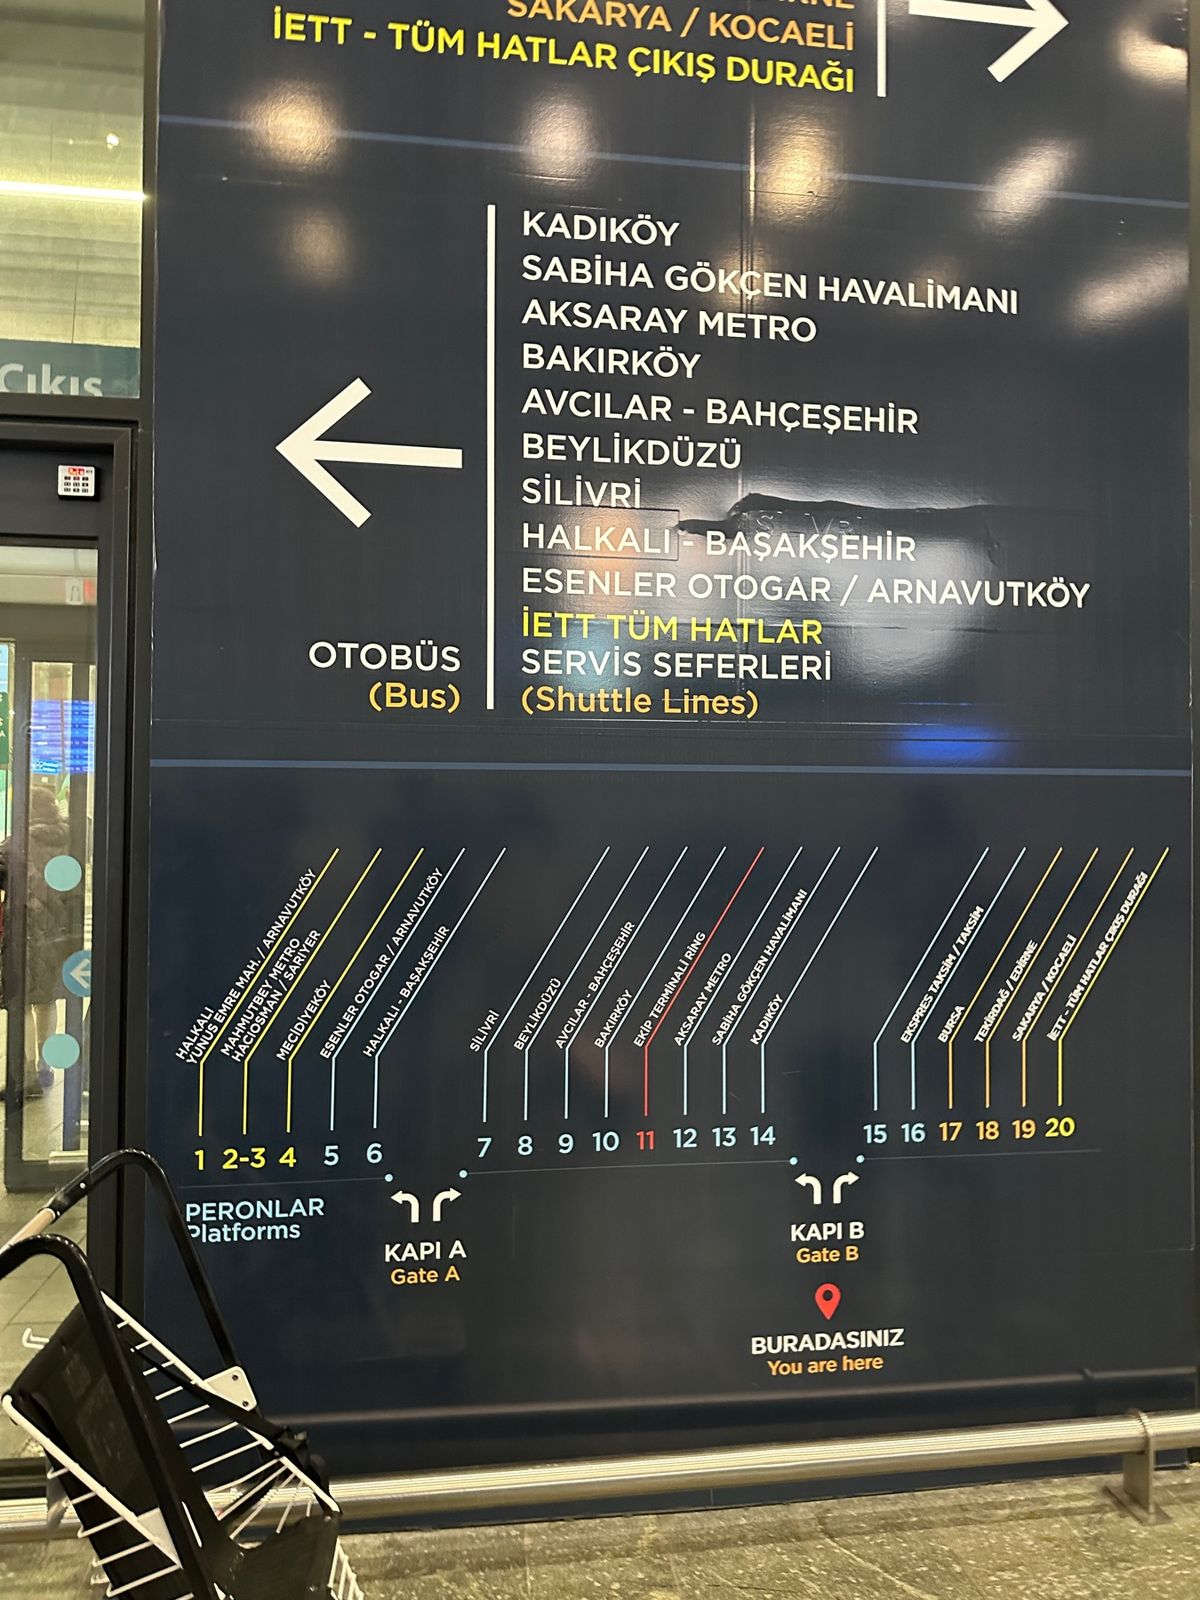 SAKARYA / KOCAELİ
İETT - TÜM HATLAR ÇIKIŞ DURAĞI
KADIKÖY
SABİHA GÖKÇEN HAVALİMANI
AKSARAY METRO
BAKIRKÖY
AVCILAR - BAHÇEŞEHİR
BEYLİKDÜZÜ
SİLİVRİ
HALKALI - BAŞAKŞEHİR
ESENLER OTOGAR / ARNAVUTKÖY
İETT TÜM HATLAR
SERVİS SEFERLERİ
(Shuttle Lines)
OTOBÜS
(Bus)
Çıkış
HALKALI
YUNUS EMRE MAH. / ARNAVUTKÖY
MAHMUTBEY METRO
HACIOSMAN / SARIYER
MECİDİYEKÖY
ESENLER OTOGAR / ARNAVUTKÖY
HALKALI - BAŞAKŞEHİR
SİLİVRİ
BEYLİKDÜZÜ
AVCILAR - BAHÇEŞEHİR
BAKIRKÖY
EKİP TERMİNALİ RİNG
AKSARAY METRO
SABİHA GÖKÇEN HAVALİMANI
KADIKÖY
EKSPRES TAKSİM / TAKSİM
BURSA
TEKİRDAĞ / EDİRNE
SAKARYA / KOCAELİ
İETT - TÜM HATLAR ÇIKIŞ DURAĞI
1 2-3 4 5 6 7 8 9 10 11 12 13 14 15 16 17 18 19 20
PERONLAR
Platforms
KAPI A
Gate A
KAPI B
Gate B
BURADASINIZ
You are here